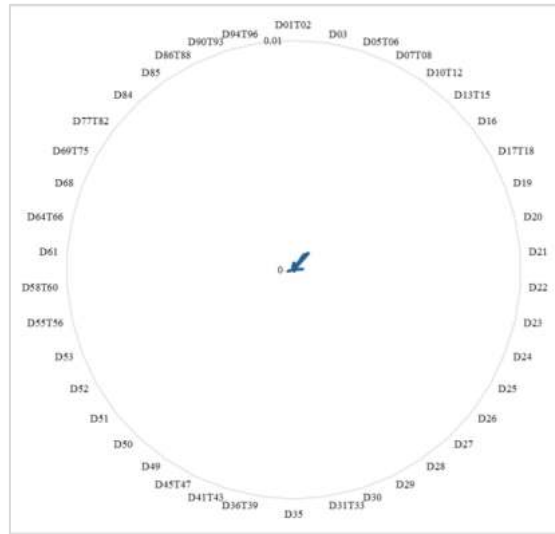 D01T02
D03
D05T06
D07T08
D10T12
D13T15
D16
D17T18
D19
D20
D21
D22
D23
D24
D25
D26
D27
D28
D29
D30
D31T33
D35
D36T39
D41T43
D45T47
D49
D50
D51
D52
D53
D55T56
D58T60
D61
D64T66
D68
D69T75
D77T82
D84
D85
D86T88
D90T93
D94T96
0.01
0